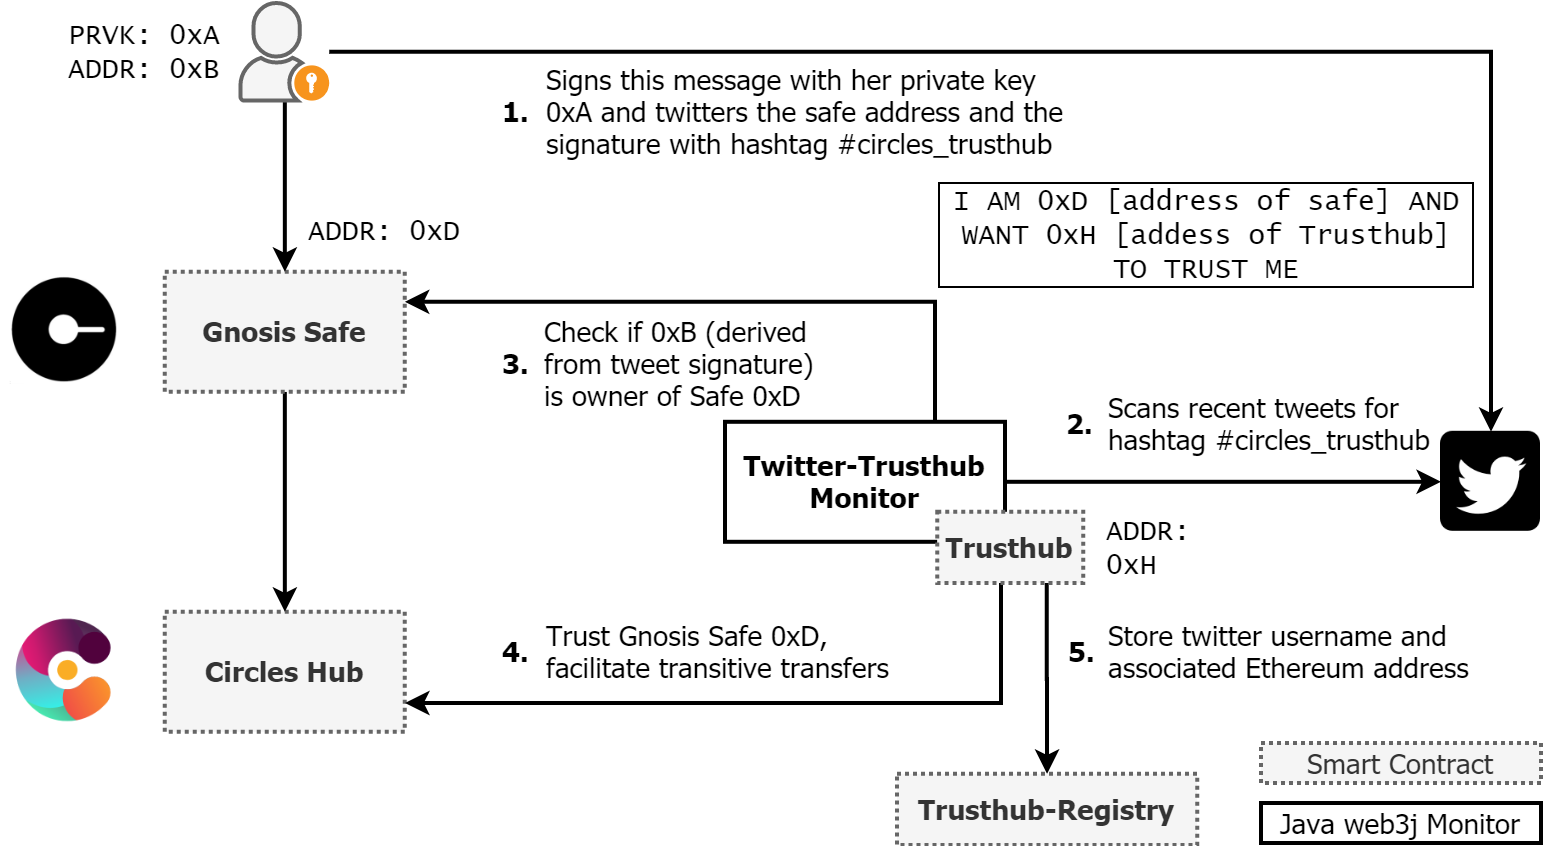 PRVK: 0xA
ADDR: 0xB
1.
Signs this message with her private key
0xA and twitters the safe address and the
signature with hashtag #circles_trusthub
I AM 0xD [address of safe] AND
WANT 0xH [addess of Trusthub]
TO TRUST ME
ADDR: 0xD
Gnosis Safe
3.
Check if 0xB (derived
from tweet signature)
is owner of Safe 0xD
2.
Scans recent tweets for
hashtag #circles_trusthub
Twitter-Trusthub
Monitor
Trusthub
ADDR:
0xH
Circles Hub
4.
Trust Gnosis Safe 0xD,
facilitate transitive transfers
5.
Store twitter username and
associated Ethereum address
Trusthub-Registry
Smart Contract
Java web3j Monitor